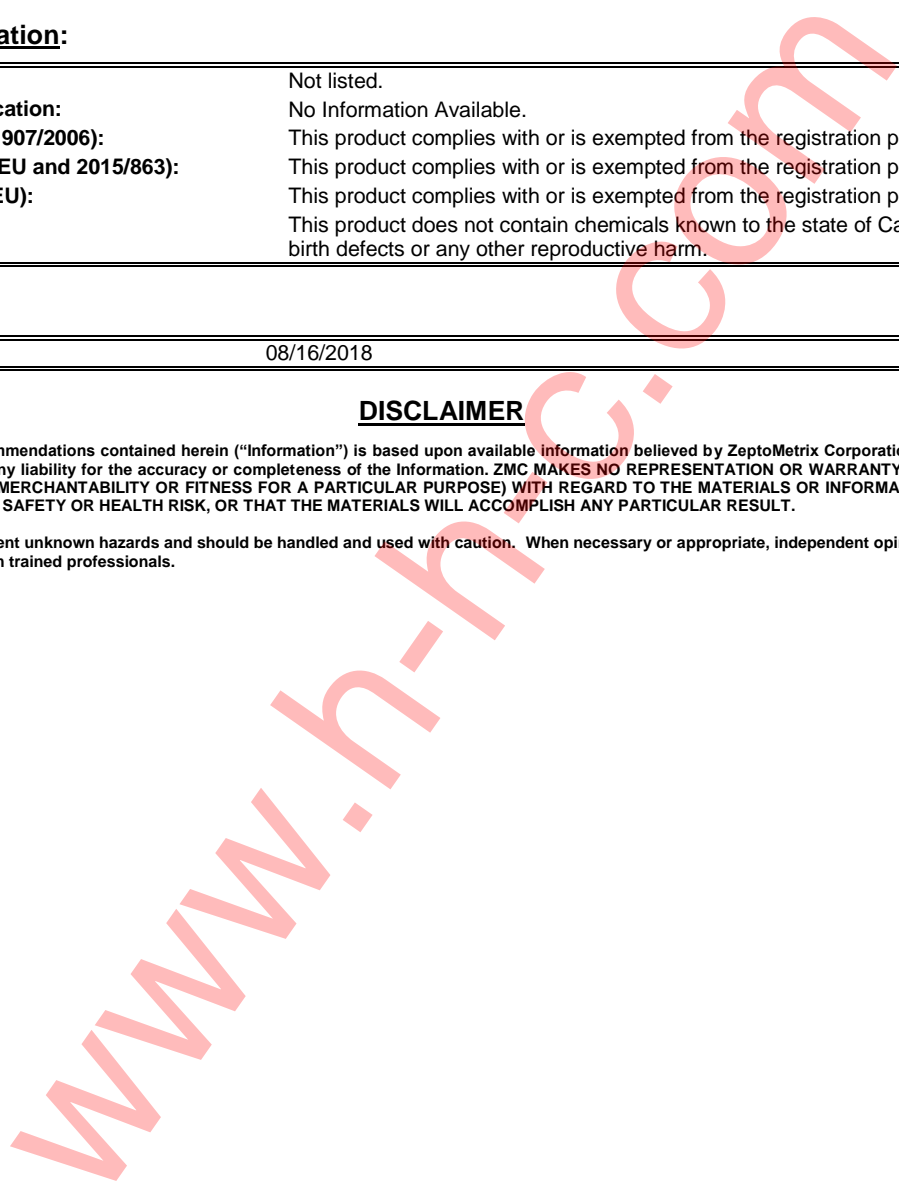 ation:
Not listed.
cation: No Information Available.
907/2006): This product complies with or is exempted from the registration p
EU and 2015/863): This product complies with or is exempted from the registration p
EU): This product complies with or is exempted from the registration p
This product does not contain chemicals known to the state of Ca
birth defects or any other reproductive harm.
08/16/2018
DISCLAIMER
mmendations contained herein (“Information”) is based upon available information believed by ZeptoMetrix Corporatio
ny liability for the accuracy or completeness of the Information. ZMC MAKES NO REPRESENTATION OR WARRANTY
MERCHANTABILITY OR FITNESS FOR A PARTICULAR PURPOSE) WITH REGARD TO THE MATERIALS OR INFORMA
SAFETY OR HEALTH RISK, OR THAT THE MATERIALS WILL ACCOMPLISH ANY PARTICULAR RESULT.
ent unknown hazards and should be handled and used with caution. When necessary or appropriate, independent opi
n trained professionals.
www.h-h-c.com